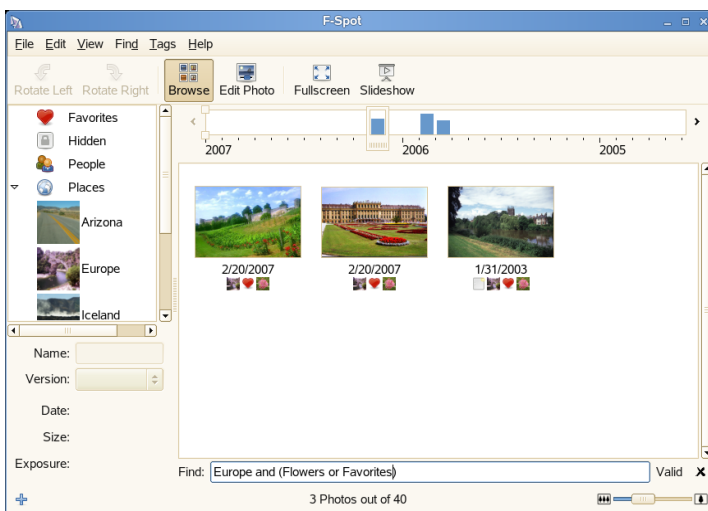 F-Spot
File Edit View Find Tags Help
Rotate Left Rotate Right Browse Edit Photo Fullscreen Slideshow
Favorites
Hidden
People
Places
Arizona
Europe
Iceland
2007 2006 2005
2/20/2007 2/20/2007 1/31/2003
Name:
Version:
Date:
Size:
Exposure:
Find: Europe and (Flowers or Favorites) Valid
3 Photos out of 40